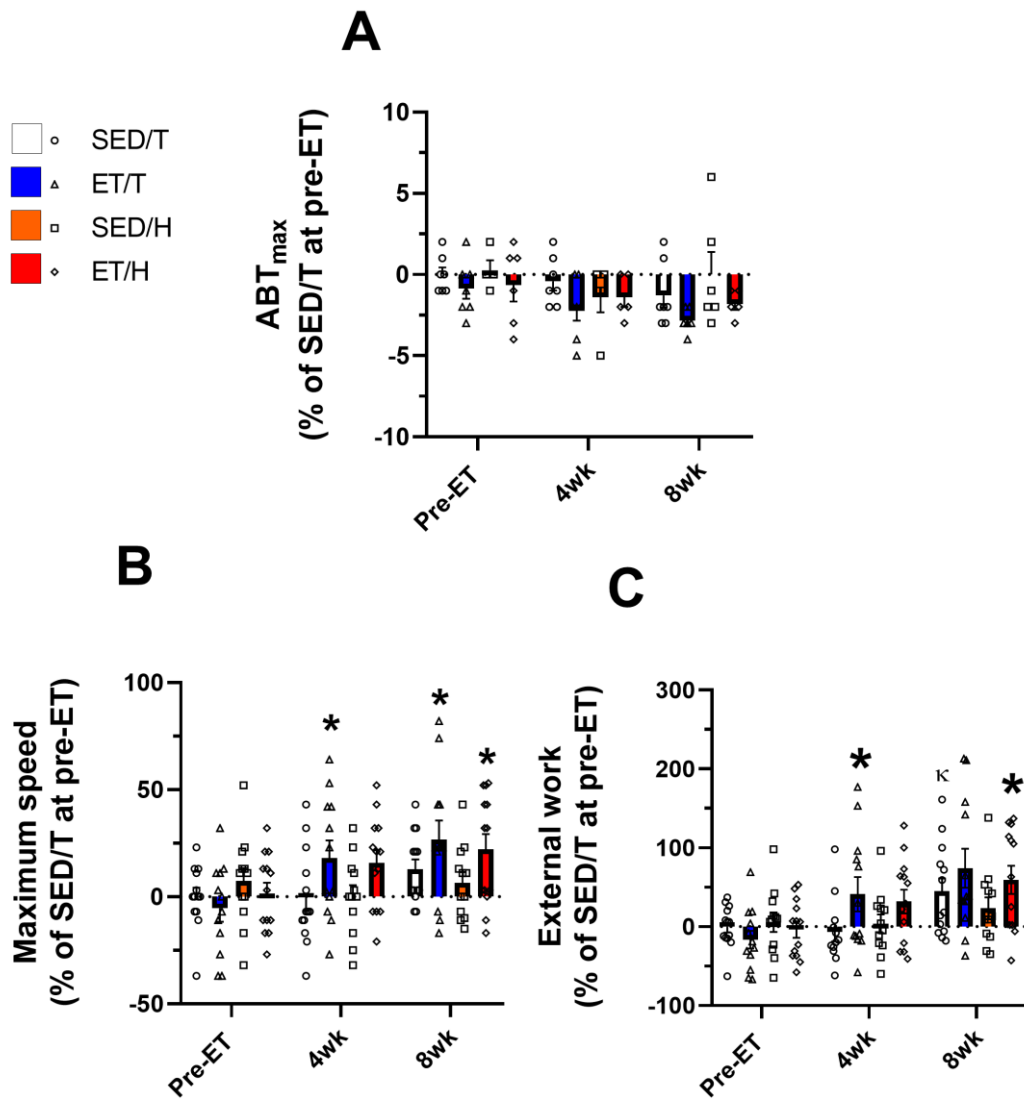 A
SED/T
ET/T
SED/H
ET/H
ABTmax
(% of SED/T at pre-ET)
10
5
0
-5
-10
Pre-ET
4wk
8wk
B
Maximum speed
(% of SED/T at pre-ET)
100
50
0
-50
*
*
*
Pre-ET
4wk
8wk
C
External work
(% of SED/T at pre-ET)
300
200
100
0
-100
*
κ
*
Pre-ET
4wk
8wk